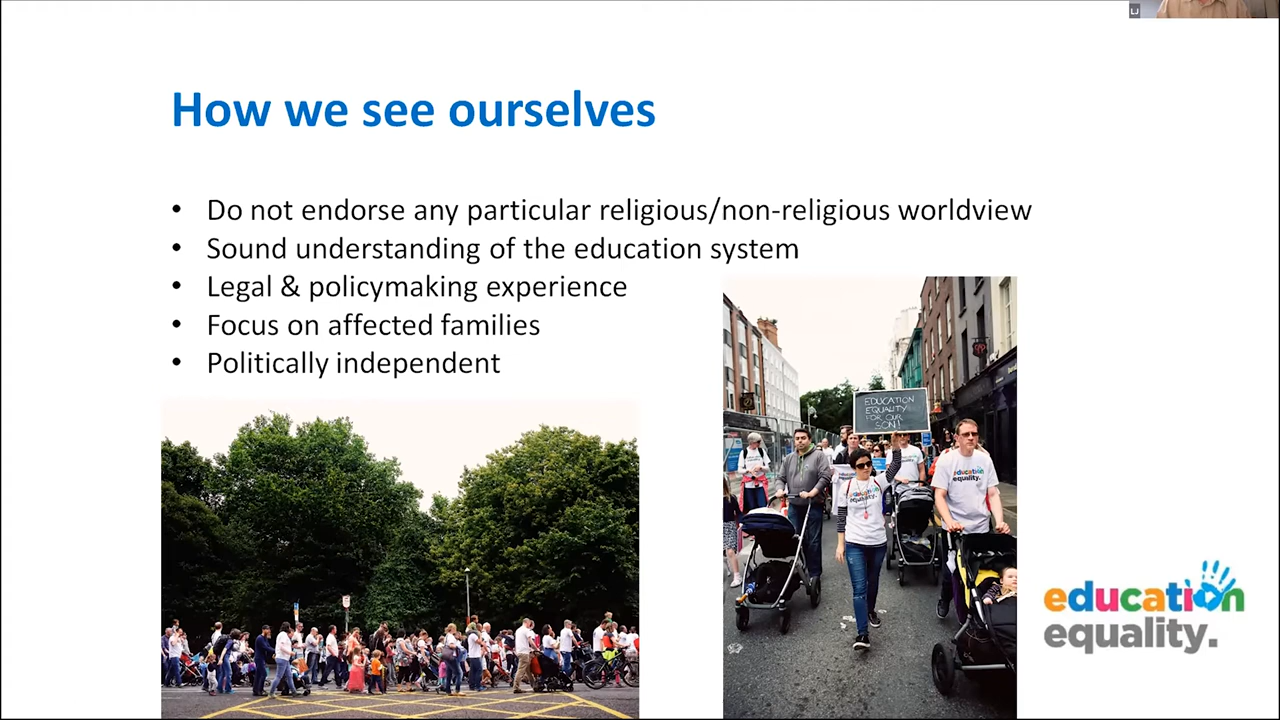 How we see ourselves
• Do not endorse any particular religious/non-religious worldview
• Sound understanding of the education system
• Legal & policymaking experience
• Focus on affected families
• Politically independent
EDUCATION
EQUALITY
FOR OUR
SON!
education
equality.
education
equality.
education
equality.